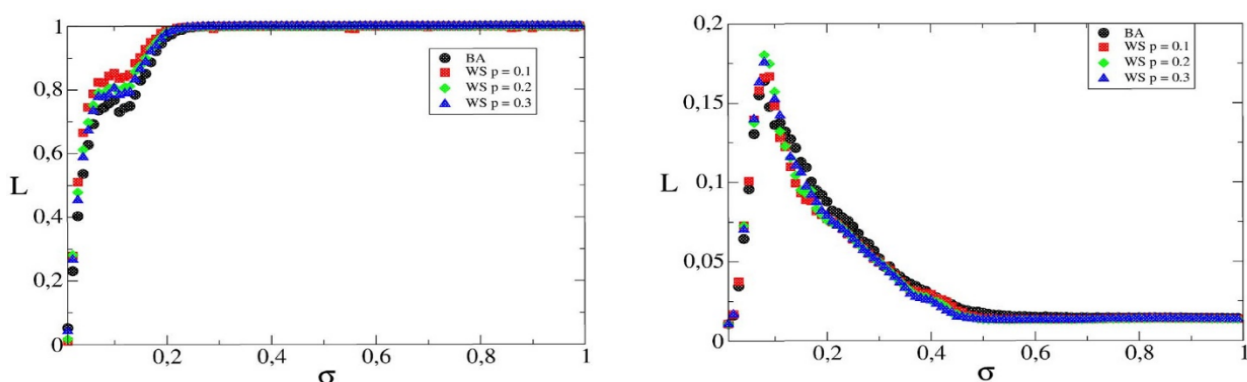 1
0,8
0,6
L
0,4
0,2
0
0
0,2
0,4
0,6
0,8
1
σ
BA
WS p = 0.1
WS p = 0.2
WS p = 0.3
0,2
0,15
L
0,1
0,05
0
0,2
0,4
0,6
0,8
1
σ
BA
WS p = 0.1
WS p = 0.2
WS p = 0.3